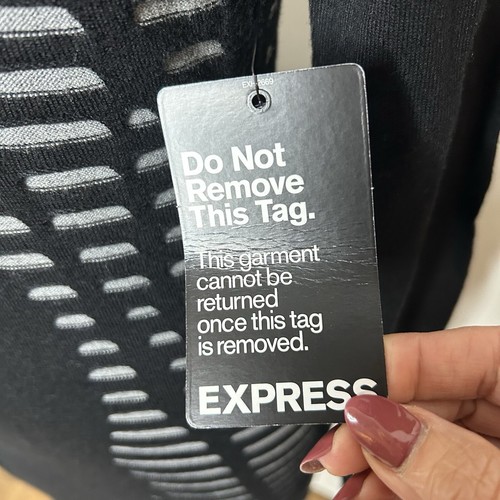 Do Not
Remove
This Tag.
This garment
cannot be
returned
once this tag
is removed.
EXPRESS